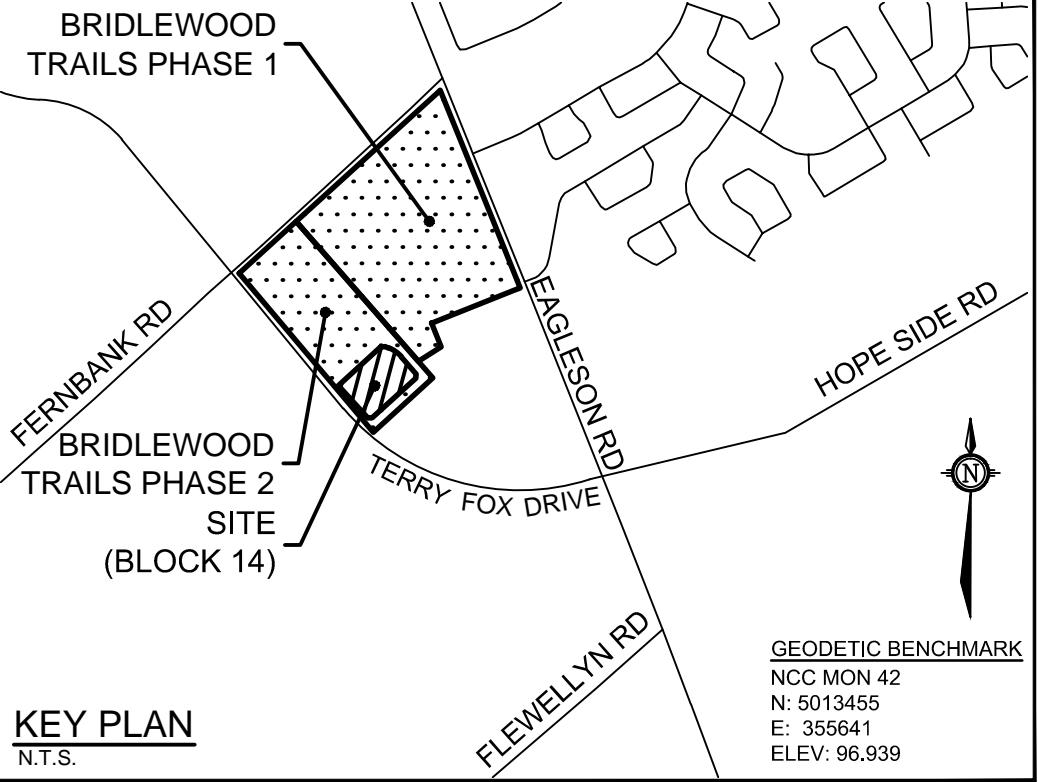 BRIDLEWOOD
TRAILS PHASE 1
FERNBANK RD
EAGLESON RD
HOPE SIDE RD
BRIDLEWOOD
TRAILS PHASE 2
SITE
(BLOCK 14)
TERRY FOX DRIVE
N
FLEWELLYN RD
GEODETIC BENCHMARK
NCC MON 42
N: 5013455
E: 355641
ELEV: 96.939
KEY PLAN
N.T.S.